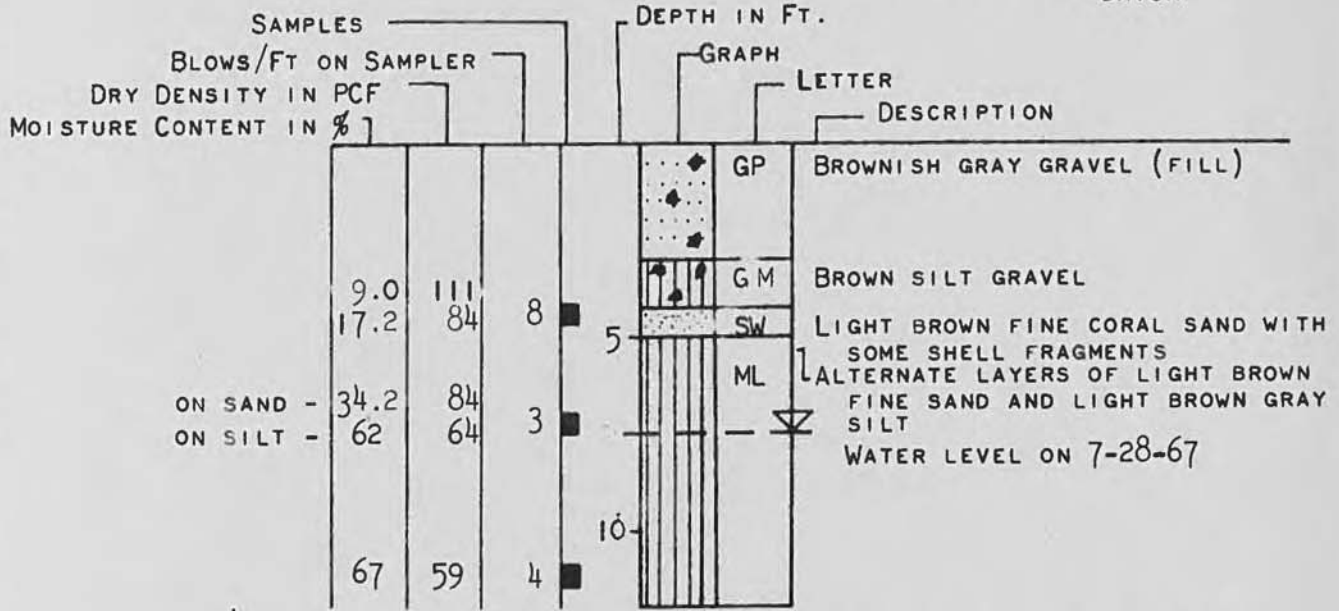 SAMPLES
DEPTH IN FT.
BLOWS/FT ON SAMPLER
GRAPH
DRY DENSITY IN PCF
LETTER
MOISTURE CONTENT IN %
DESCRIPTION
GP BROWNISH GRAY GRAVEL (FILL)
GM BROWN SILT GRAVEL
9.0 111
17.2 84 8
5
SW LIGHT BROWN FINE CORAL SAND WITH
SOME SHELL FRAGMENTS
ML ALTERNATE LAYERS OF LIGHT BROWN
FINE SAND AND LIGHT BROWN GRAY
SILT
ON SAND - 34.2 84
3
ON SILT - 62 64
WATER LEVEL ON 7-28-67
10
67 59 4